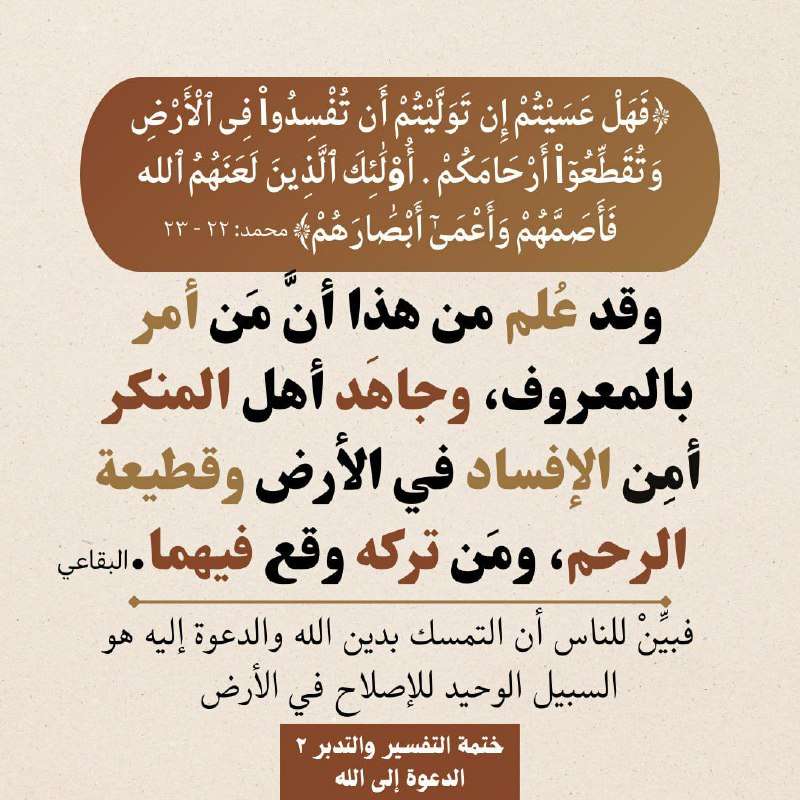 ﴿فَهَلْ عَسَيْتُمْ إِن تَوَلَّيْتُمْ أَن تُفْسِدُوا۟ فِى ٱلْأَرْضِ
وَتُقَطِّعُوٓا۟ أَرْحَامَكُمْ . أُو۟لَٰٓئِكَ ٱلَّذِينَ لَعَنَهُمُ ٱلله
فَأَصَمَّهُمْ وَأَعْمَىٰٓ أَبْصَٰرَهُمْ﴾ محمد: ٢٢ - ٢٣
وقد عُلم من هذا أنَّ مَن أمر
بالمعروف، وجاهَد أهل المنكر
أمِن الإفساد في الأرض وقطيعة
الرحم، ومَن تركه وقع فيهما. البقاعي
فبيِّنْ للناس أن التمسك بدين الله والدعوة إليه هو
السبيل الوحيد للإصلاح في الأرض
ختمة التفسير والتدبر ٢
الدعوة إلى الله